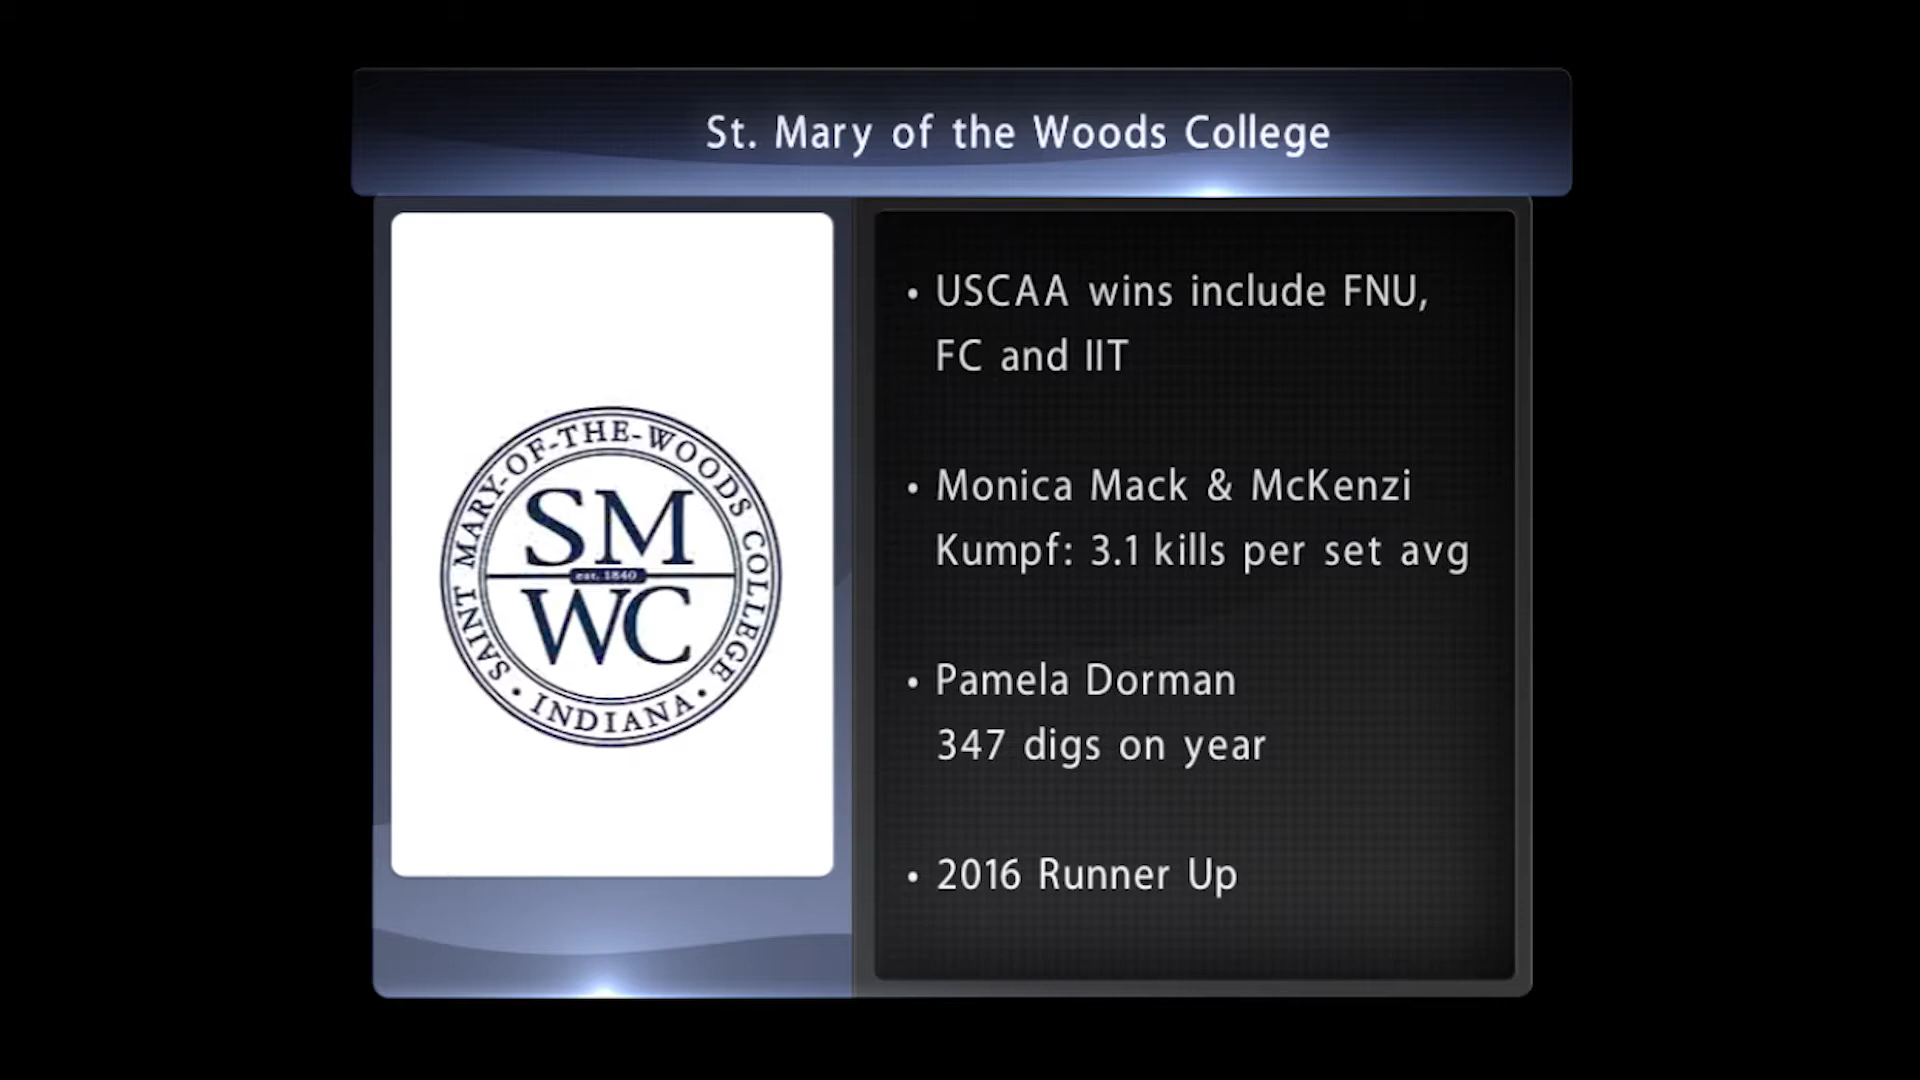 St. Mary of the Woods College
SAINT MARY-OF-THE-WOODS COLLEGE
SM
est. 1840
WC
• INDIANA •
• USCAA wins include FNU,
FC and IIT
• Monica Mack & McKenzi
Kumpf: 3.1 kills per set avg
• Pamela Dorman
347 digs on year
• 2016 Runner Up